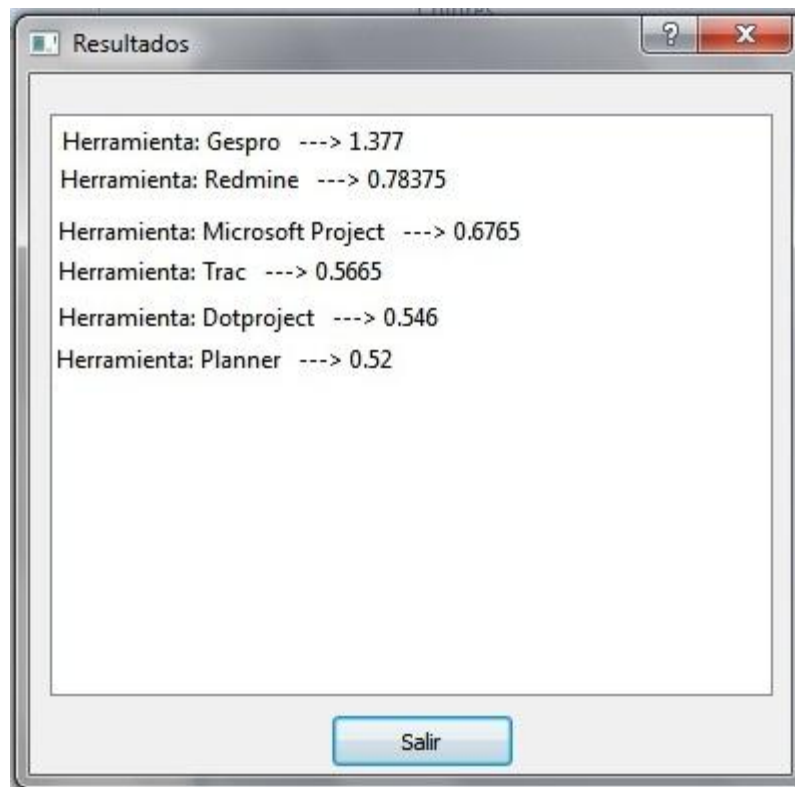 Resultados
Herramienta: Gespro ---> 1.377
Herramienta: Redmine ---> 0.78375
Herramienta: Microsoft Project ---> 0.6765
Herramienta: Trac ---> 0.5665
Herramienta: Dotproject ---> 0.546
Herramienta: Planner ---> 0.52
Salir